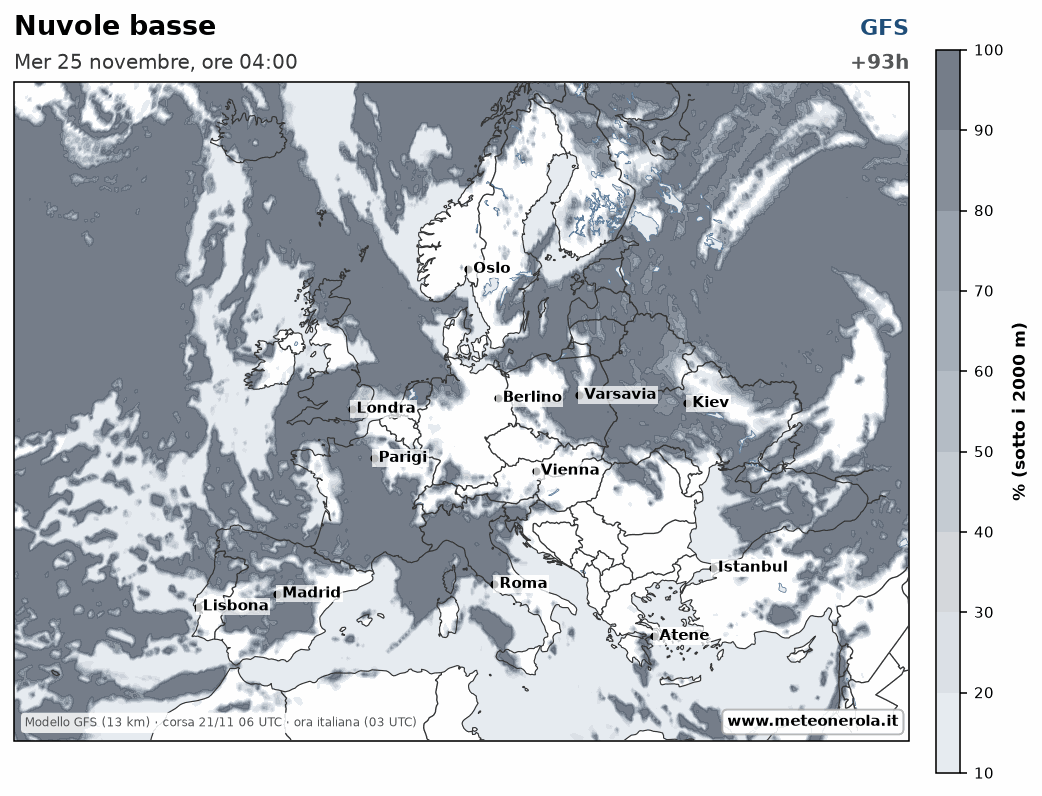 Nuvole basse
GFS
Mer 25 novembre, ore 04:00
+93h
Oslo
Berlino
Varsavia
Kiev
Londra
Parigi
Vienna
Istanbul
Roma
Madrid
Lisbona
Atene
Modello GFS (13 km) · corsa 21/11 06 UTC · ora italiana (03 UTC)
www.meteonerola.it
100
90
80
70
60
50
40
30
20
10
% (sotto i 2000 m)